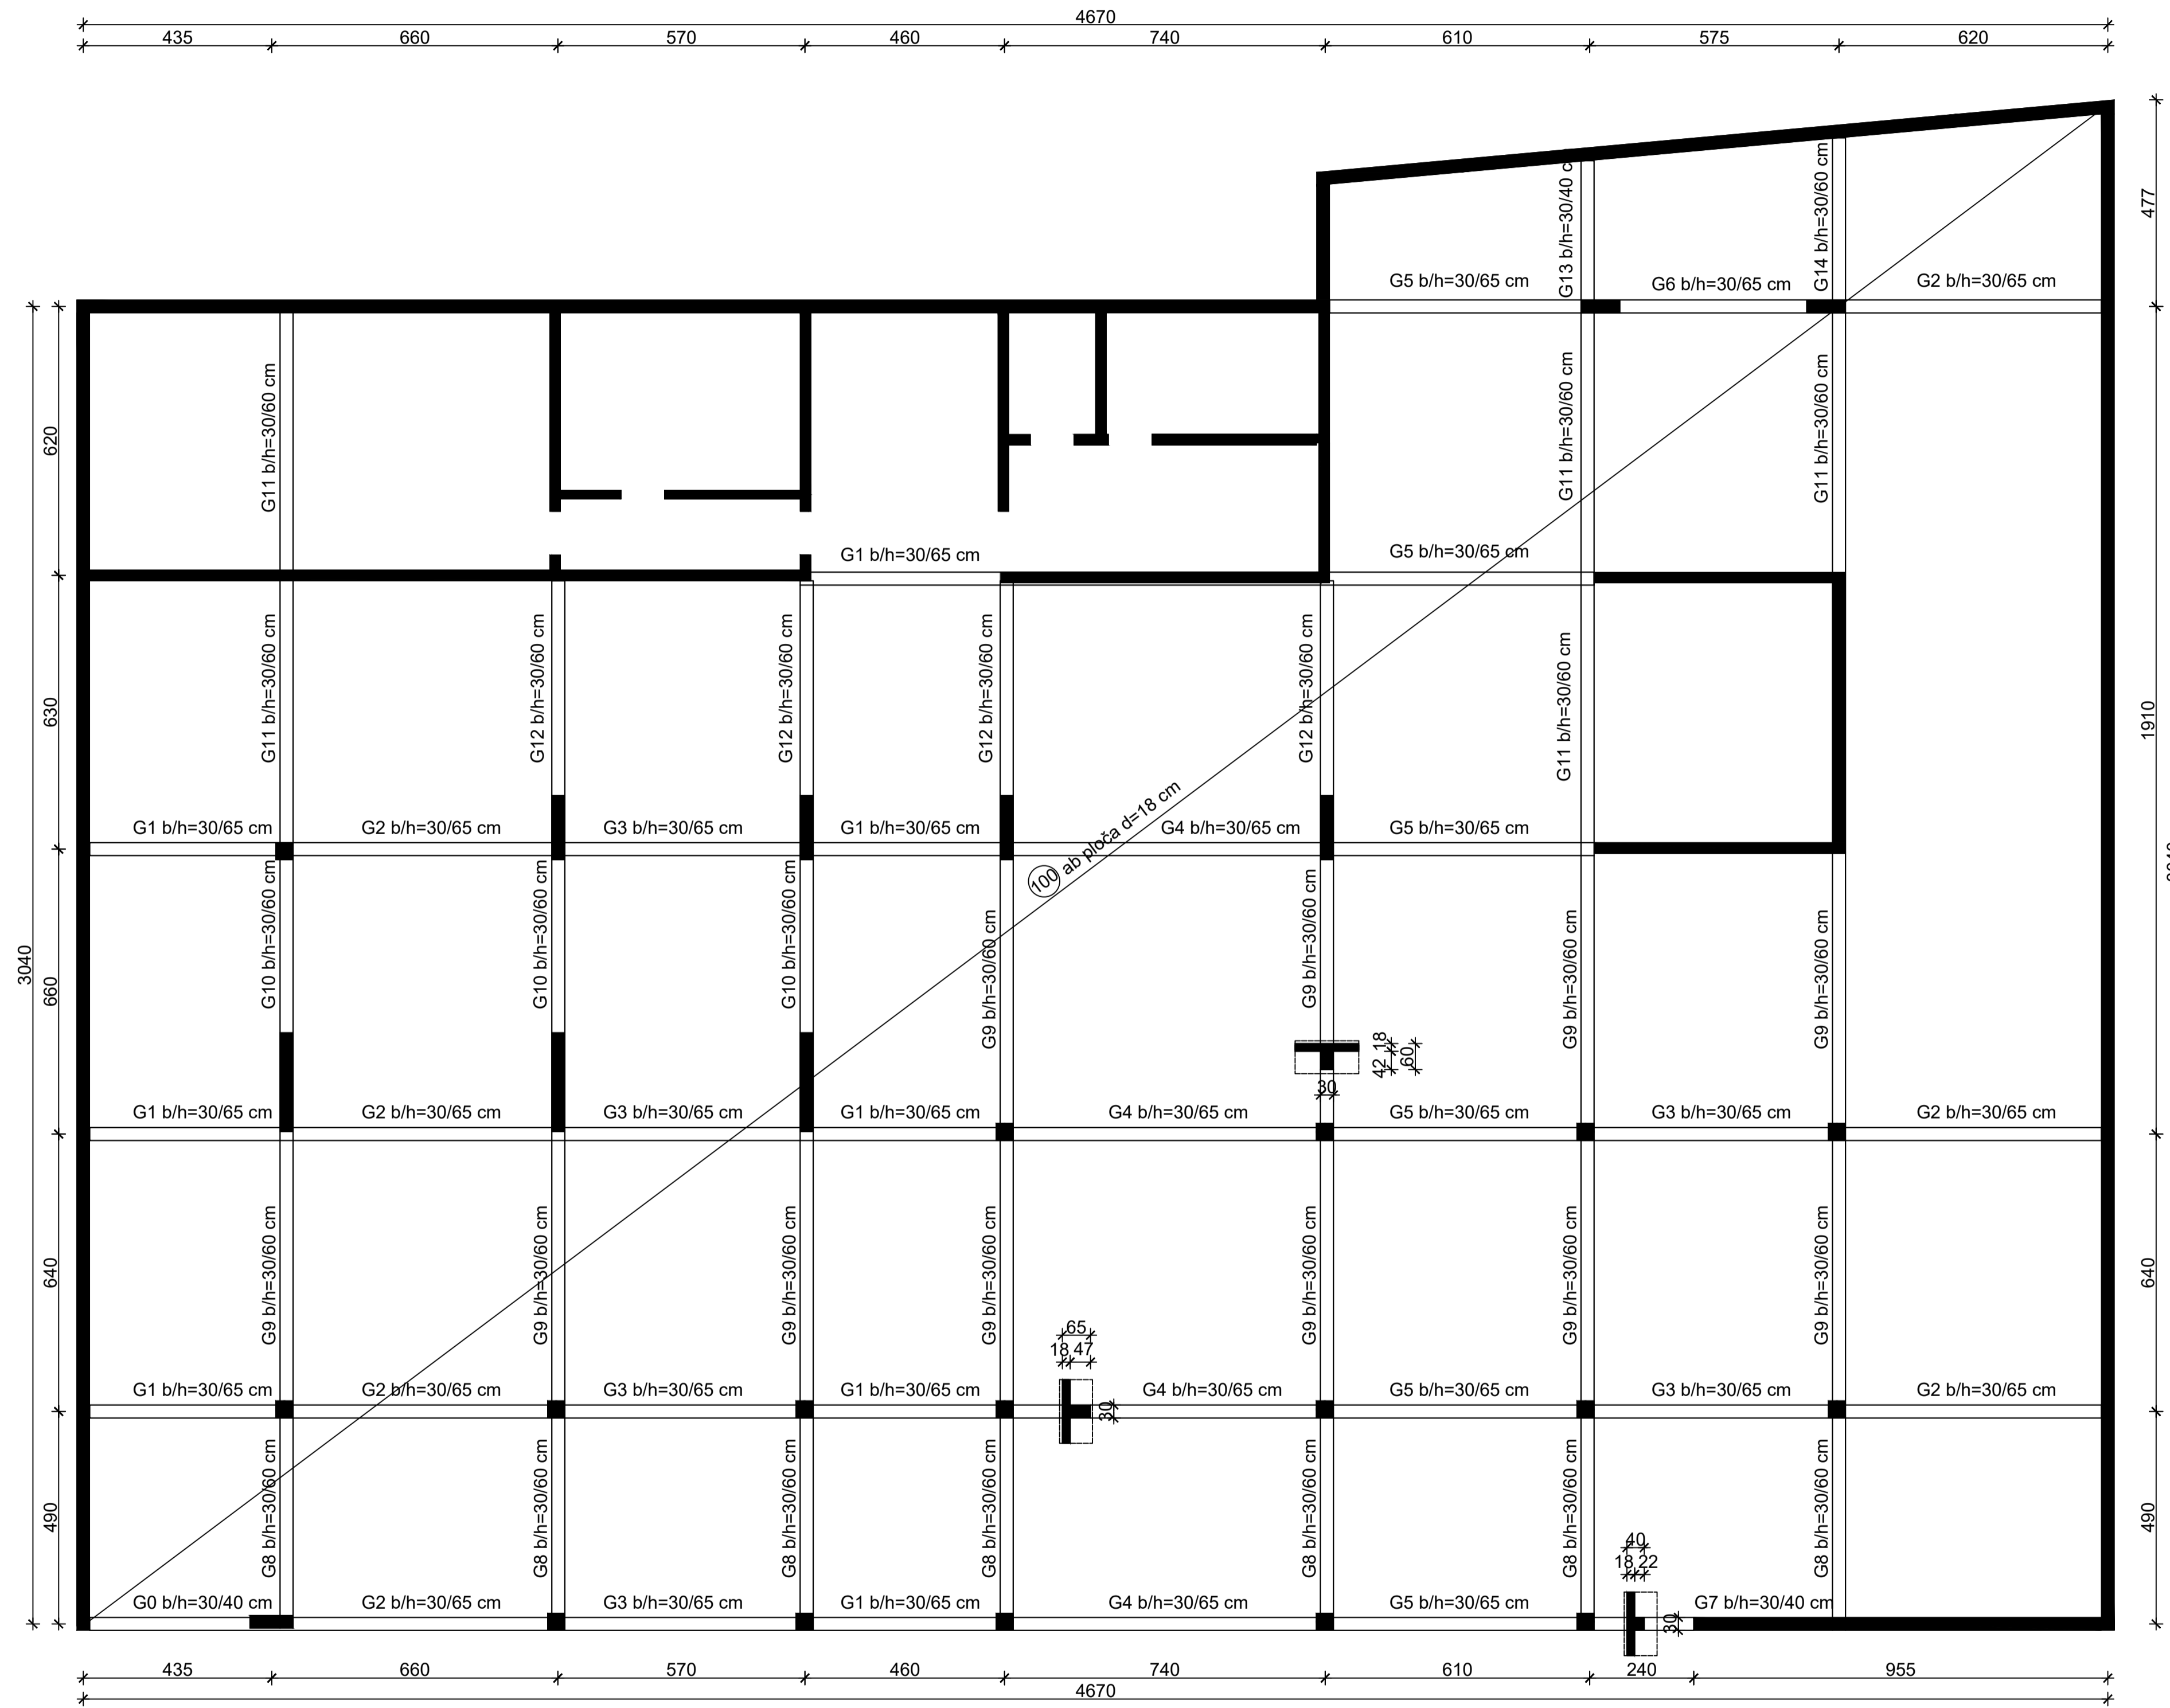 4670
435 660 570 460 740 610 575 620
477
G13 b/h=30/40 c
G14 b/h=30/60 cm
G5 b/h=30/65 cm
G6 b/h=30/65 cm
G2 b/h=30/65 cm
620
G11 b/h=30/60 cm
G11 b/h=30/60 cm
G11 b/h=30/60 cm
G1 b/h=30/65 cm
G5 b/h=30/65 cm
630
G11 b/h=30/60 cm
G12 b/h=30/60 cm
G12 b/h=30/60 cm
G12 b/h=30/60 cm
G12 b/h=30/60 cm
G11 b/h=30/60 cm
1910
100 ab ploča d=18 cm
G1 b/h=30/65 cm
G2 b/h=30/65 cm
G3 b/h=30/65 cm
G1 b/h=30/65 cm
G4 b/h=30/65 cm
G5 b/h=30/65 cm
3040
660
G10 b/h=30/60 cm
G10 b/h=30/60 cm
G10 b/h=30/60 cm
G9 b/h=30/60 cm
G9 b/h=30/60 cm
G9 b/h=30/60 cm
G9 b/h=30/60 cm
42 18
60
30
G1 b/h=30/65 cm
G2 b/h=30/65 cm
G3 b/h=30/65 cm
G1 b/h=30/65 cm
G4 b/h=30/65 cm
G5 b/h=30/65 cm
G3 b/h=30/65 cm
G2 b/h=30/65 cm
640
G9 b/h=30/60 cm
G9 b/h=30/60 cm
G9 b/h=30/60 cm
G9 b/h=30/60 cm
G9 b/h=30/60 cm
G9 b/h=30/60 cm
G9 b/h=30/60 cm
640
65
18 47
30
G1 b/h=30/65 cm
G2 b/h=30/65 cm
G3 b/h=30/65 cm
G1 b/h=30/65 cm
G4 b/h=30/65 cm
G5 b/h=30/65 cm
G3 b/h=30/65 cm
G2 b/h=30/65 cm
490
G8 b/h=30/60 cm
G8 b/h=30/60 cm
G8 b/h=30/60 cm
G8 b/h=30/60 cm
G8 b/h=30/60 cm
G8 b/h=30/60 cm
G8 b/h=30/60 cm
490
40
18 22
30
G0 b/h=30/40 cm
G2 b/h=30/65 cm
G3 b/h=30/65 cm
G1 b/h=30/65 cm
G4 b/h=30/65 cm
G5 b/h=30/65 cm
G7 b/h=30/40 cm
435 660 570 460 740 610 240 955
4670